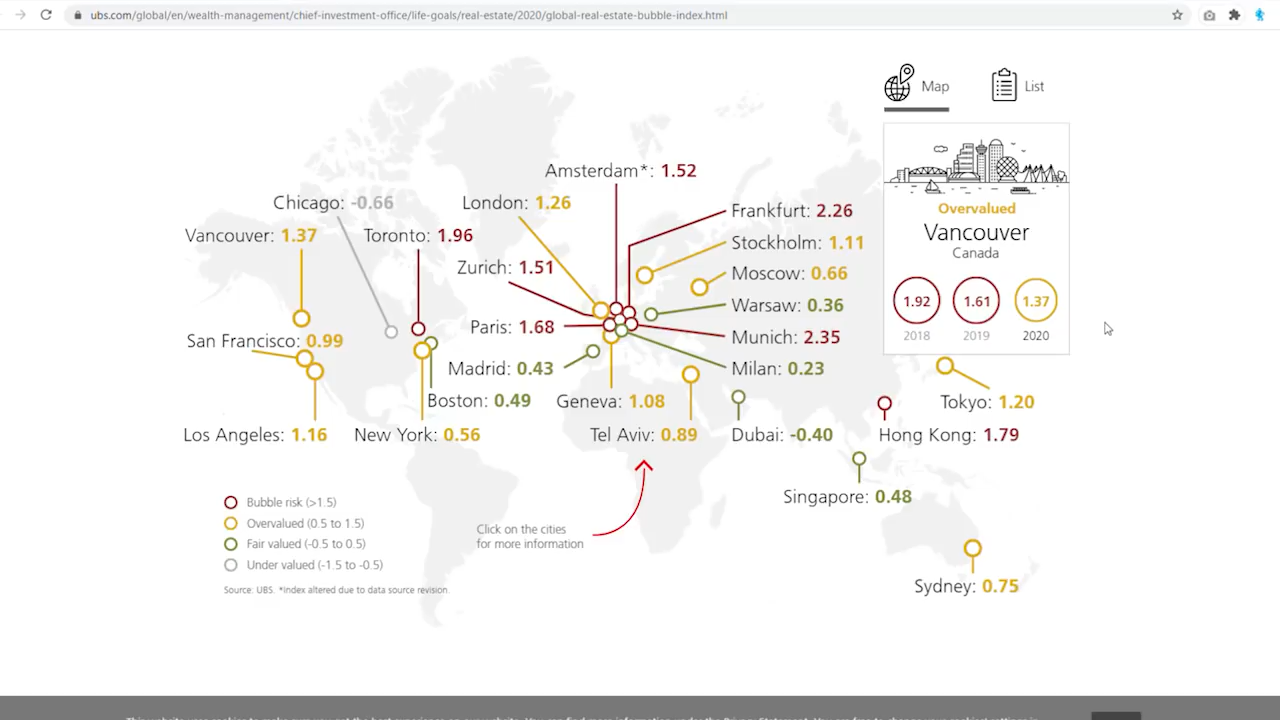 ubs.com/global/en/wealth-management/chief-investment-office/life-goals/real-estate/2020/global-real-estate-bubble-index.html
Map
List
Amsterdam*: 1.52
Chicago: -0.66
London: 1.26
Frankfurt: 2.26
Vancouver: 1.37
Toronto: 1.96
Stockholm: 1.11
Zurich: 1.51
Moscow: 0.66
Warsaw: 0.36
Paris: 1.68
Munich: 2.35
San Francisco: 0.99
Madrid: 0.43
Milan: 0.23
Boston: 0.49
Geneva: 1.08
Los Angeles: 1.16
New York: 0.56
Tel Aviv: 0.89
Dubai: -0.40
Overvalued
Vancouver
Canada
1.92
1.61
1.37
2018
2019
2020
Tokyo: 1.20
Hong Kong: 1.79
Singapore: 0.48
Sydney: 0.75
Bubble risk (>1.5)
Overvalued (0.5 to 1.5)
Fair valued (-0.5 to 0.5)
Under valued (-1.5 to -0.5)
Source: UBS. *Index altered due to data source revision.
Click on the cities
for more information